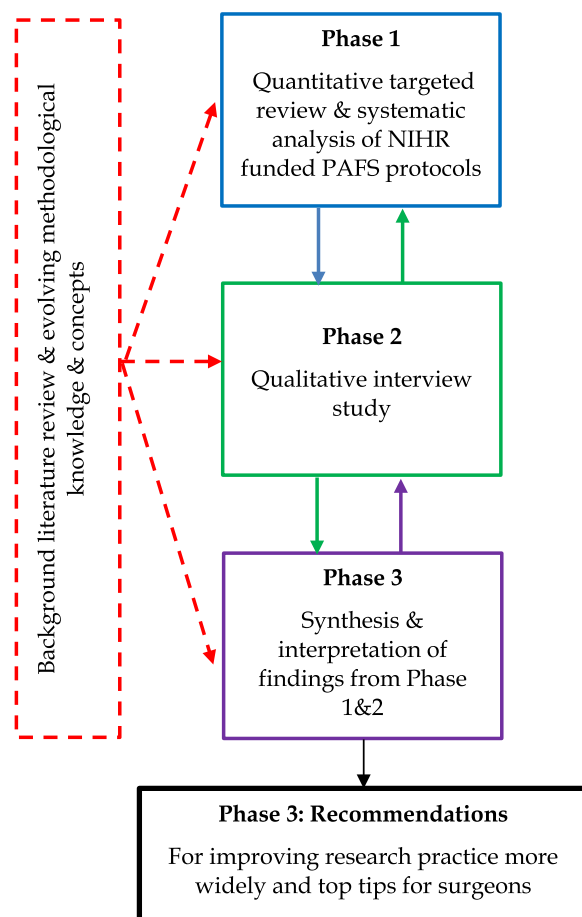 Background literature review & evolving methodological
knowledge & concepts
Phase 1
Quantitative targeted
review & systematic
analysis of NIHR
funded PAFS protocols
Phase 2
Qualitative interview
study
Phase 3
Synthesis &
interpretation of
findings from Phase
1&2
Phase 3: Recommendations
For improving research practice more
widely and top tips for surgeons